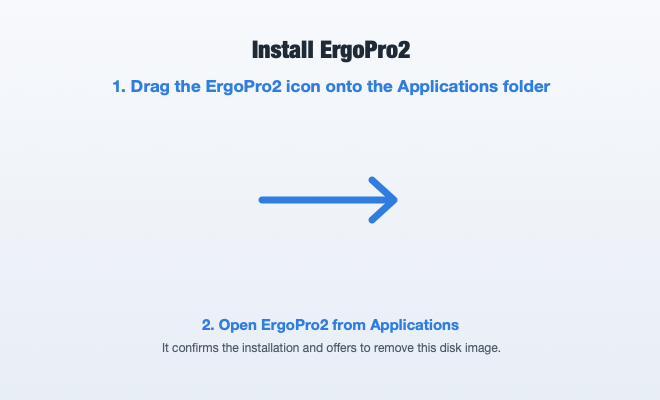 Install ErgoPro2
1. Drag the ErgoPro2 icon onto the Applications folder
2. Open ErgoPro2 from Applications
It confirms the installation and offers to remove this disk image.